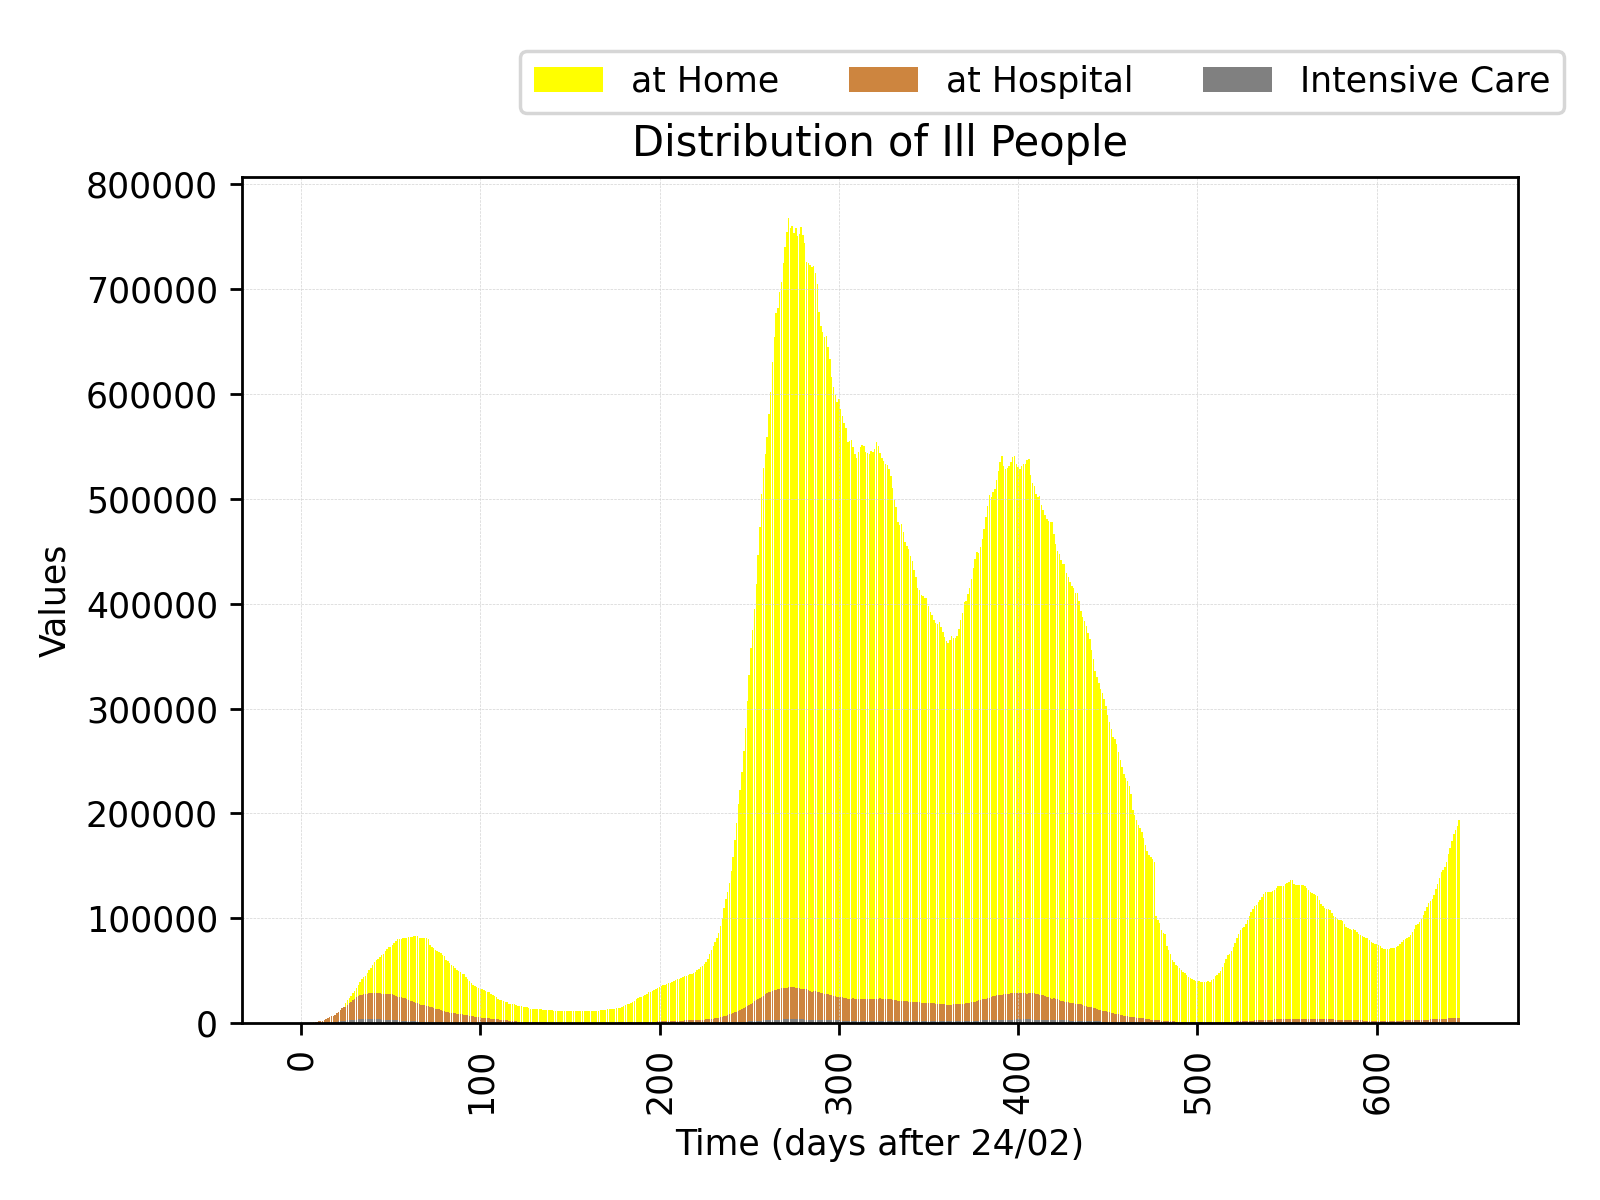 at Home at Hospital Intensive Care
Distribution of Ill People
800000
700000
600000
500000
400000
300000
200000
100000
0
Values
0 100 200 300 400 500 600
Time (days after 24/02)